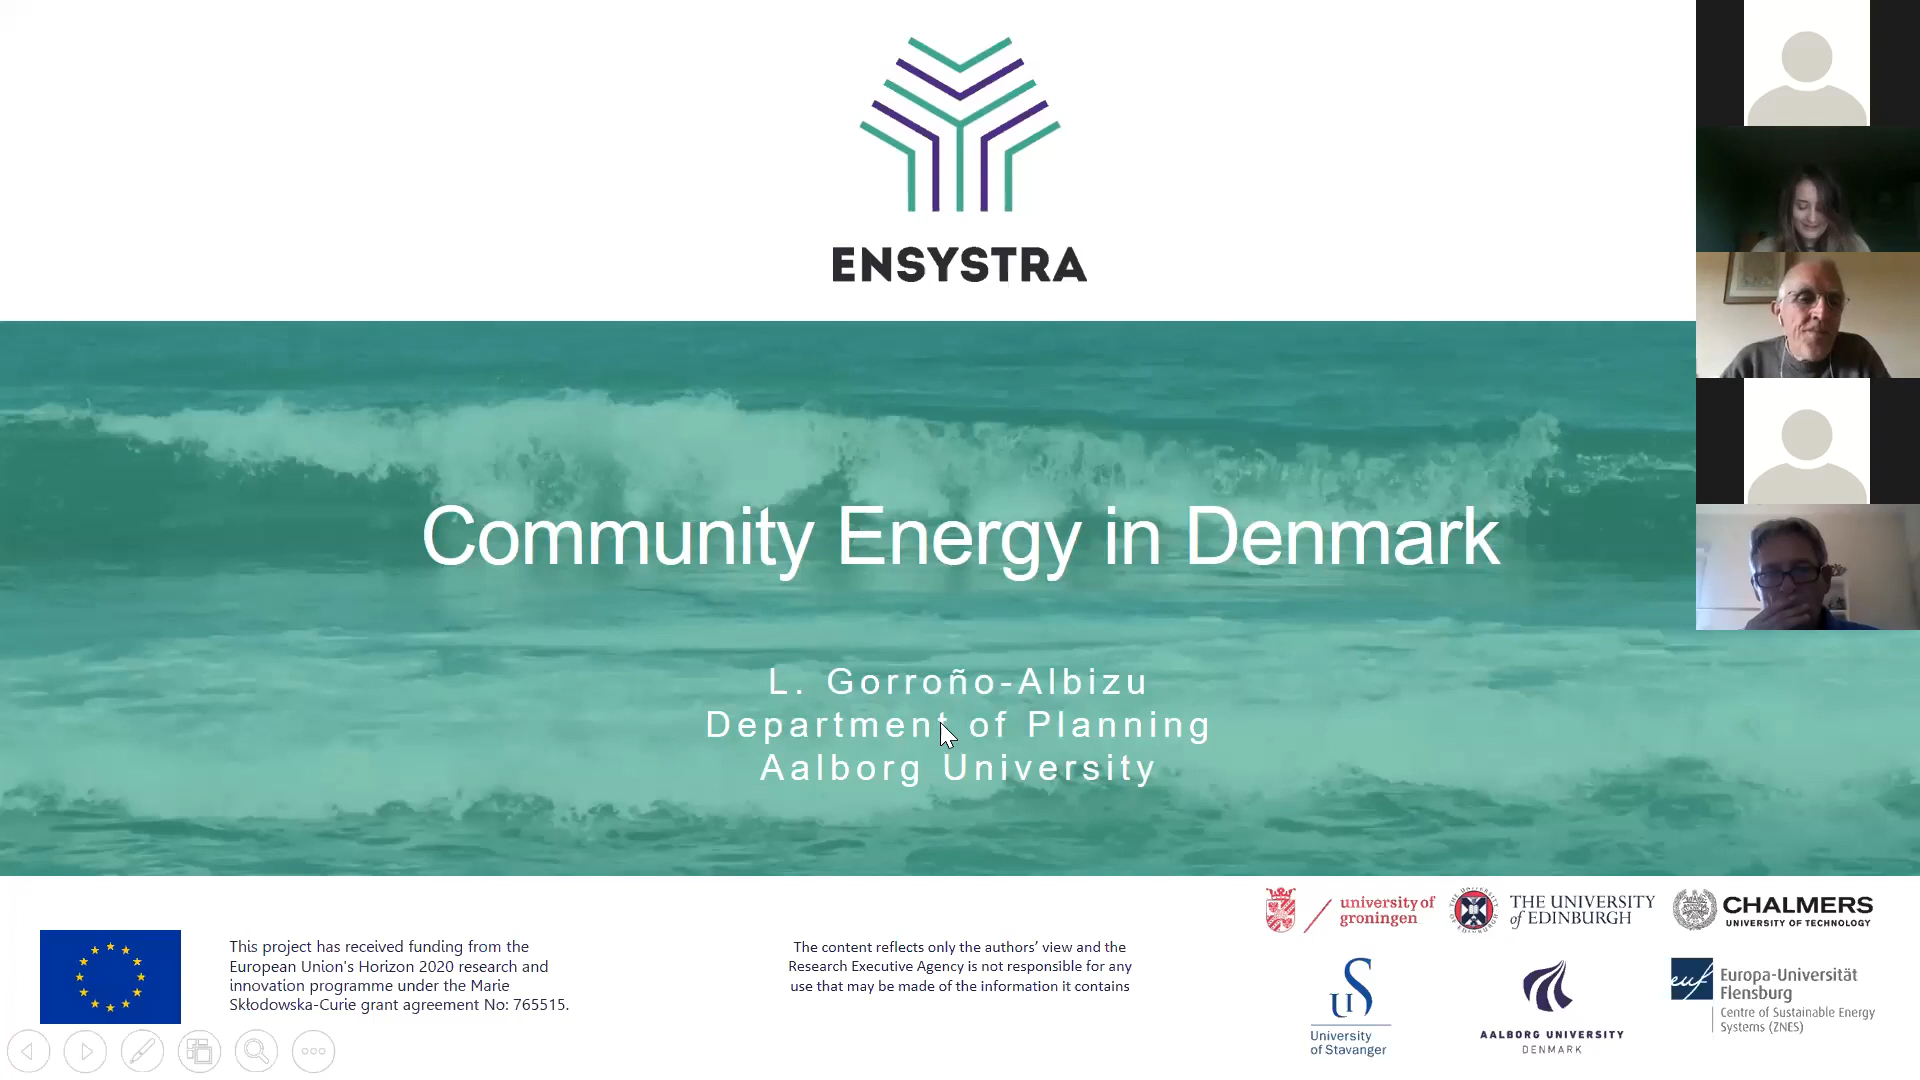 ENSYSTRA
Community Energy in Denmark
L. Gorroño-Albizu
Department of Planning
Aalborg University
This project has received funding from the
European Union's Horizon 2020 research and
innovation programme under the Marie
Skłodowska-Curie grant agreement No: 765515.
The content reflects only the authors' view and the
Research Executive Agency is not responsible for any
use that may be made of the information it contains
university of
groningen
THE UNIVERSITY
of EDINBURGH
CHALMERS
UNIVERSITY OF TECHNOLOGY
US
University
of Stavanger
AALBORG UNIVERSITY
DENMARK
euf
Europa-Universität
Flensburg
Centre of Sustainable Energy
Systems (ZNES)